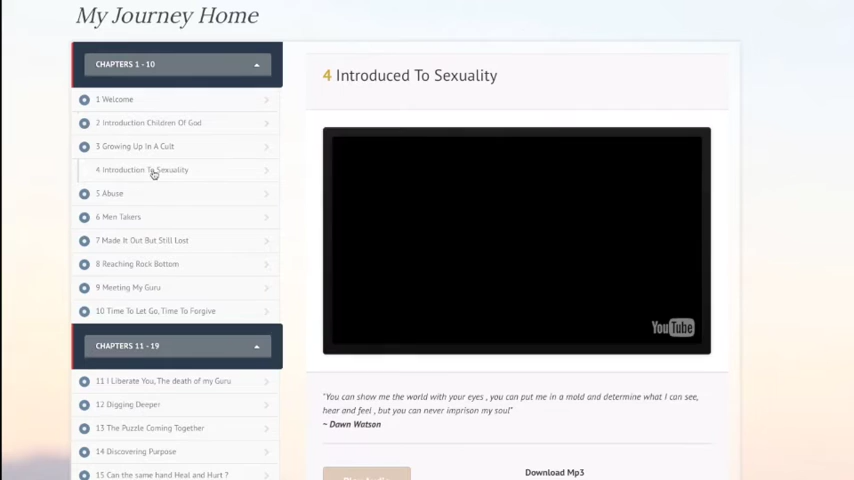 My Journey Home
CHAPTERS 1 - 10
1 Welcome
2 Introduction Children Of God
3 Growing Up In A Cult
4 Introduction To Sexuality
5 Abuse
6 Men Takers
7 Made It Out But Still Lost
8 Reaching Rock Bottom
9 Meeting My Guru
10 Time To Let Go, Time To Forgive
CHAPTERS 11 - 19
11 I Liberate You, The death of my Guru
12 Digging Deeper
13 The Puzzle Coming Together
14 Discovering Purpose
15 Can the same hand Heal and Hurt ?
4 Introduced To Sexuality
YouTube
"You can show me the world with your eyes , you can put me in a mold and determine what I can see,
hear and feel , but you can never imprison my soul"
~ Dawn Watson
Play Audio
Download Mp3